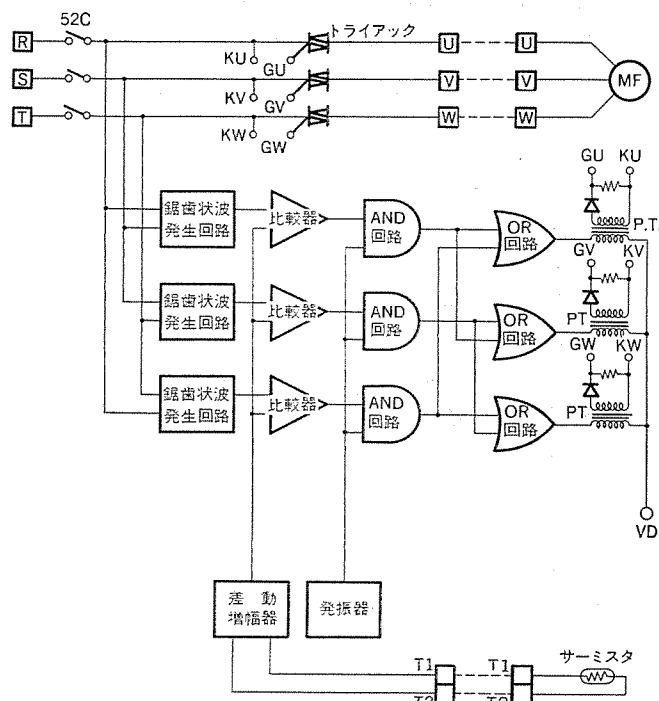 52C
R
S
T
トライアック
KU
GU
KV
GV
KW
GW
U
U
V
V
W
W
MF
GU
KU
P.T.
鋸歯状波
発生回路
比較器
AND
回路
OR
回路
GV
KV
PT
鋸歯状波
発生回路
比較器
AND
回路
OR
回路
GW
KW
PT
鋸歯状波
発生回路
比較器
AND
回路
OR
回路
VD
差動
増幅器
発振器
サーミスタ
T1
T1
T2
T2